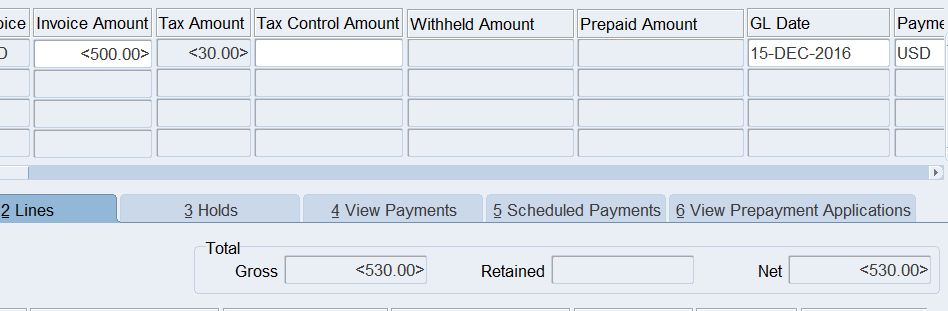 oice Invoice Amount Tax Amount Tax Control Amount Withheld Amount Prepaid Amount GL Date Payme
D <500.00> <30.00> 15-DEC-2016 USD
2 Lines 3 Holds 4 View Payments 5 Scheduled Payments 6 View Prepayment Applications
Total
Gross <530.00> Retained Net <530.00>